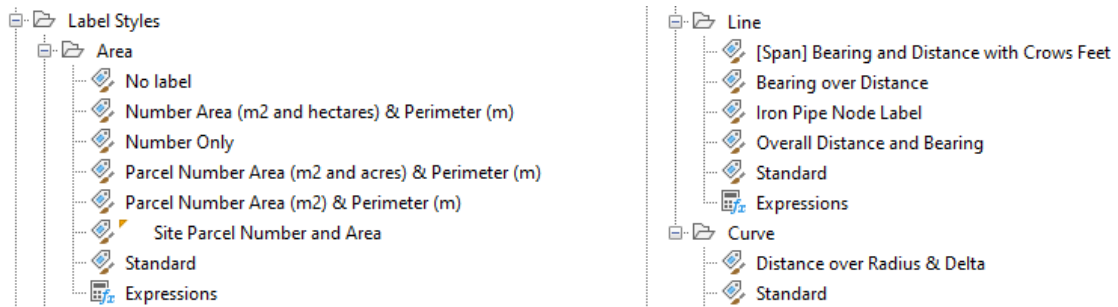 Label Styles
Area
No label
Number Area (m2 and hectares) & Perimeter (m)
Number Only
Parcel Number Area (m2 and acres) & Perimeter (m)
Parcel Number Area (m2) & Perimeter (m)
Site Parcel Number and Area
Standard
Expressions
Line
[Span] Bearing and Distance with Crows Feet
Bearing over Distance
Iron Pipe Node Label
Overall Distance and Bearing
Standard
Expressions
Curve
Distance over Radius & Delta
Standard